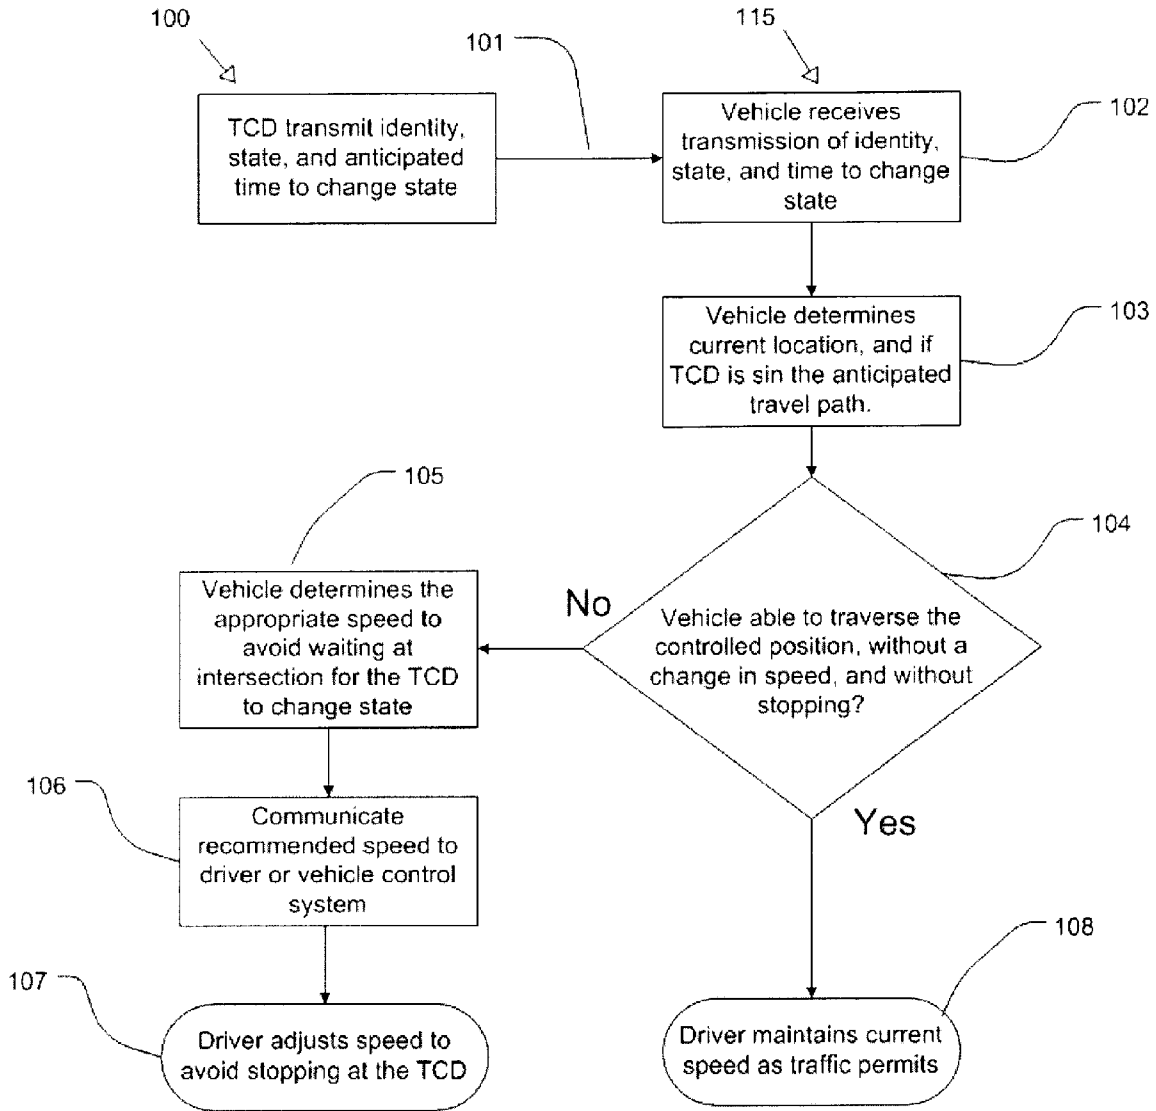 100
101
115
TCD transmit identity,
state, and anticipated
time to change state
Vehicle receives
transmission of identity,
state, and time to change
state
102
Vehicle determines
current location, and if
TCD is sin the anticipated
travel path.
103
105
104
Vehicle determines the
appropriate speed to
avoid waiting at
intersection for the TCD
to change state
No
Vehicle able to traverse the
controlled position, without a
change in speed, and without
stopping?
106
Communicate
recommended speed to
driver or vehicle control
system
Yes
108
107
Driver adjusts speed to
avoid stopping at the TCD
Driver maintains current
speed as traffic permits